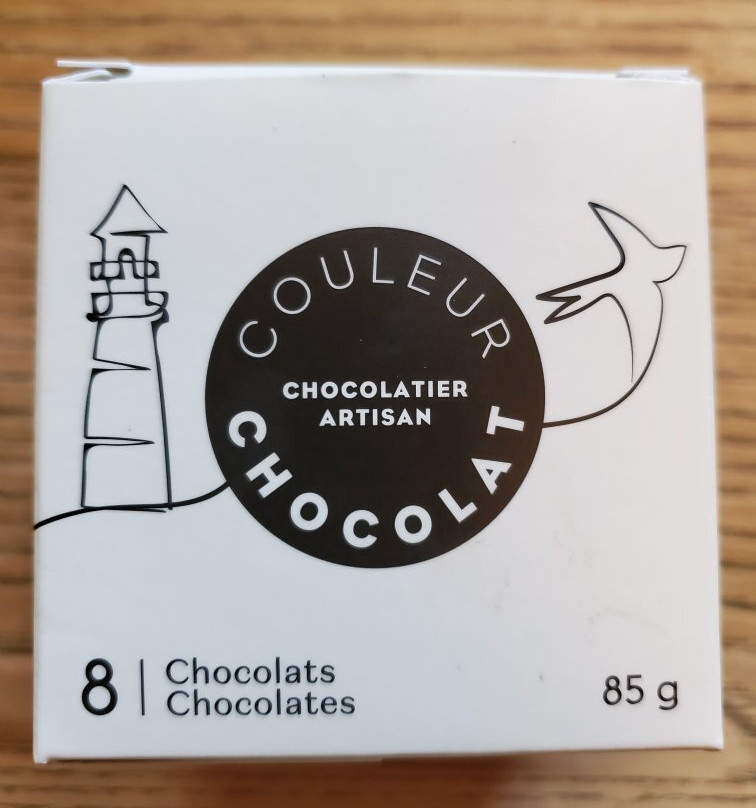 COULEUR
CHOCOLATIER
ARTISAN
CHOCOLAT
8 | Chocolats
Chocolates
85 g